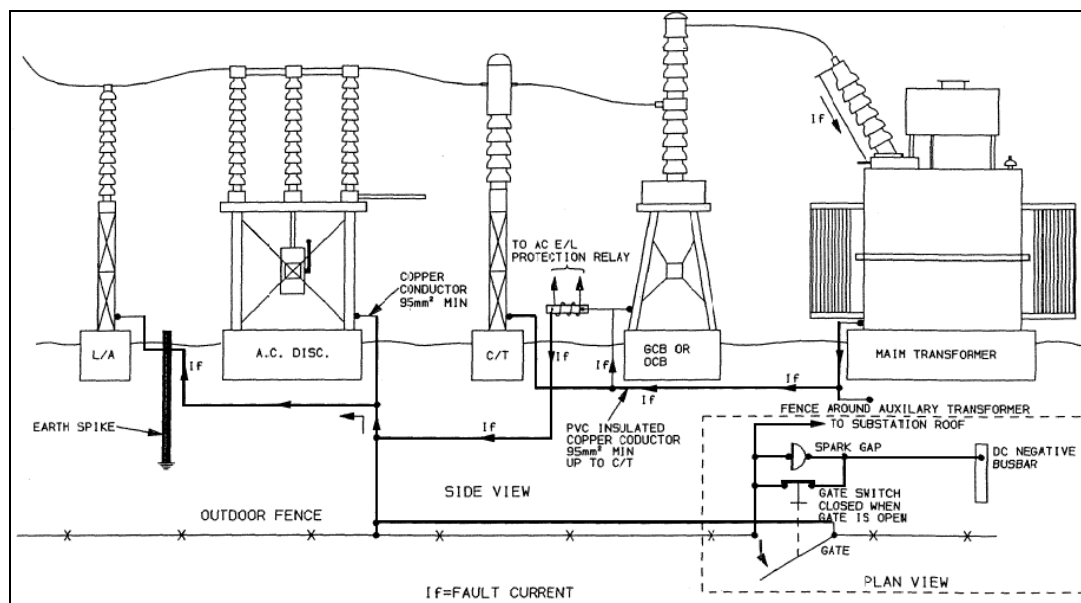 If
TO AC E/L
PROTECTION RELAY
COPPER
CONDUCTOR
95mm² MIN
L/A
If
A.C. DISC.
C/T
If
If
GCB OR
OCB
MAIM TRANSFORMER
If
If
If
FENCE AROUND AUXILARY TRANSFORMER
EARTH SPIKE
If
PVC INSULATED
COPPER CODUCTOR
95mm² MIN
UP TO C/T
TO SUBSTATION ROOF
SPARK GAP
DC NEGATIVE
BUSBAR
SIDE VIEW
GATE SWITCH
CLOSED WHEN
GATE IS OPEN
OUTDOOR FENCE
GATE
PLAN VIEW
If=FAULT CURRENT